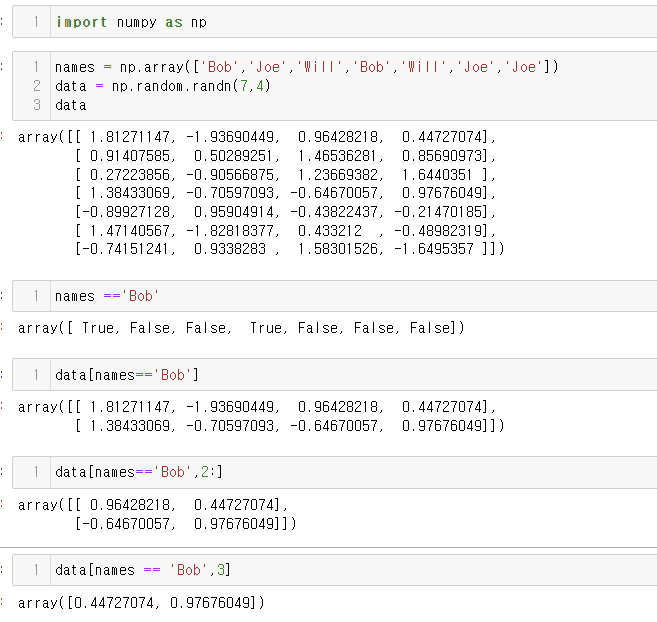 : 1 import numpy as np
: 1 names = np.array(['Bob','Joe','Will','Bob','Will','Joe','Joe'])
2 data = np.random.randn(7,4)
3 data
: array([[ 1.81271147, -1.93690449,  0.96428218,  0.44727074],
[ 0.91407585,  0.50289251,  1.46536281,  0.85690973],
[ 0.27223856, -0.90566875,  1.23669382,  1.6440351 ],
[ 1.38433069, -0.70597093, -0.64670057,  0.97676049],
[-0.89927128,  0.95904914, -0.43822437, -0.21470185],
[ 1.47140567, -1.82818377,  0.433212  , -0.48982319],
[-0.74151241,  0.9338283 ,  1.58301526, -1.6495357 ]])
: 1 names =='Bob'
: array([ True, False, False,  True, False, False, False])
: 1 data[names=='Bob']
: array([[ 1.81271147, -1.93690449,  0.96428218,  0.44727074],
[ 1.38433069, -0.70597093, -0.64670057,  0.97676049]])
: 1 data[names=='Bob',2:]
: array([[ 0.96428218,  0.44727074],
[-0.64670057,  0.97676049]])
: 1 data[names == 'Bob',3]
: array([0.44727074, 0.97676049])